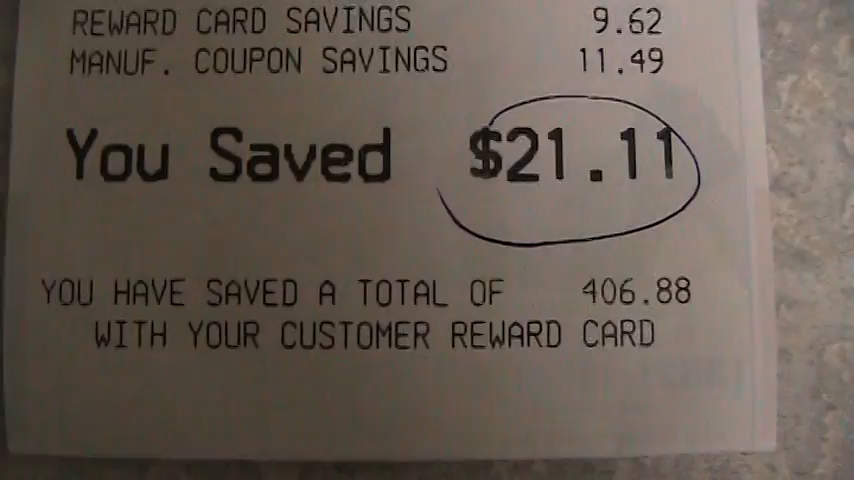 REWARD CARD SAVINGS 9.62
MANUF. COUPON SAVINGS 11.49
You Saved $21.11
YOU HAVE SAVED A TOTAL OF 406.88
WITH YOUR CUSTOMER REWARD CARD